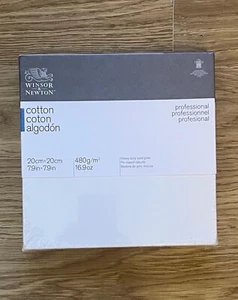 WINSOR
& NEWTON
cotton
coton
algodón
professional
professionnel
profesional
20cm×20cm
7.9in×7.9in
480g/m²
16.9oz